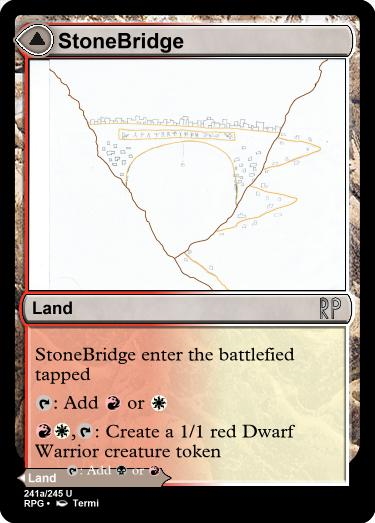 StoneBridge
Land
RP
StoneBridge enter the battlefied
tapped
: Add or
, : Create a 1/1 red Dwarf
Warrior creature token
Land
: Add or
241a/245 U
RPG • Termi